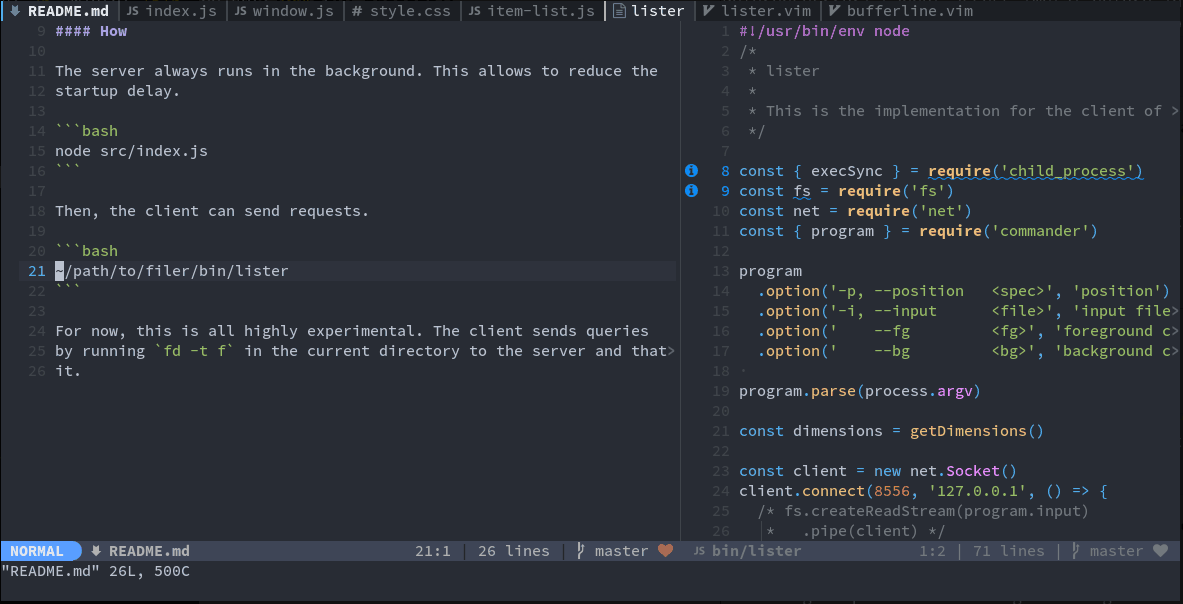 README.md JS index.js JS window.js # style.css JS item-list.js lister lister.vim bufferline.vim
9 #### How
10
11 The server always runs in the background. This allows to reduce the
12 startup delay.
13
14 ```bash
15 node src/index.js
16 ```
17
18 Then, the client can send requests.
19
20 ```bash
21 ~/path/to/filer/bin/lister
22 ```
23
24 For now, this is all highly experimental. The client sends queries
25 by running `fd -t f` in the current directory to the server and that>
26 it.
1 #!/usr/bin/env node
2 /*
3  * lister
4  *
5  * This is the implementation for the client of >
6  */
7
8 const { execSync } = require('child_process')
9 const fs = require('fs')
10 const net = require('net')
11 const { program } = require('commander')
12
13 program
14   .option('-p, --position   <spec>', 'position')
15   .option('-i, --input      <file>', 'input file>
16   .option('    --fg         <fg>', 'foreground c>
17   .option('    --bg         <bg>', 'background c>
18 ·
19 program.parse(process.argv)
20
21 const dimensions = getDimensions()
22
23 const client = new net.Socket()
24 client.connect(8556, '127.0.0.1', () => {
25   /* fs.createReadStream(program.input)
26    *   .pipe(client) */
NORMAL README.md 21:1 | 26 lines | master
JS bin/lister 1:2 | 71 lines | master
"README.md" 26L, 500C